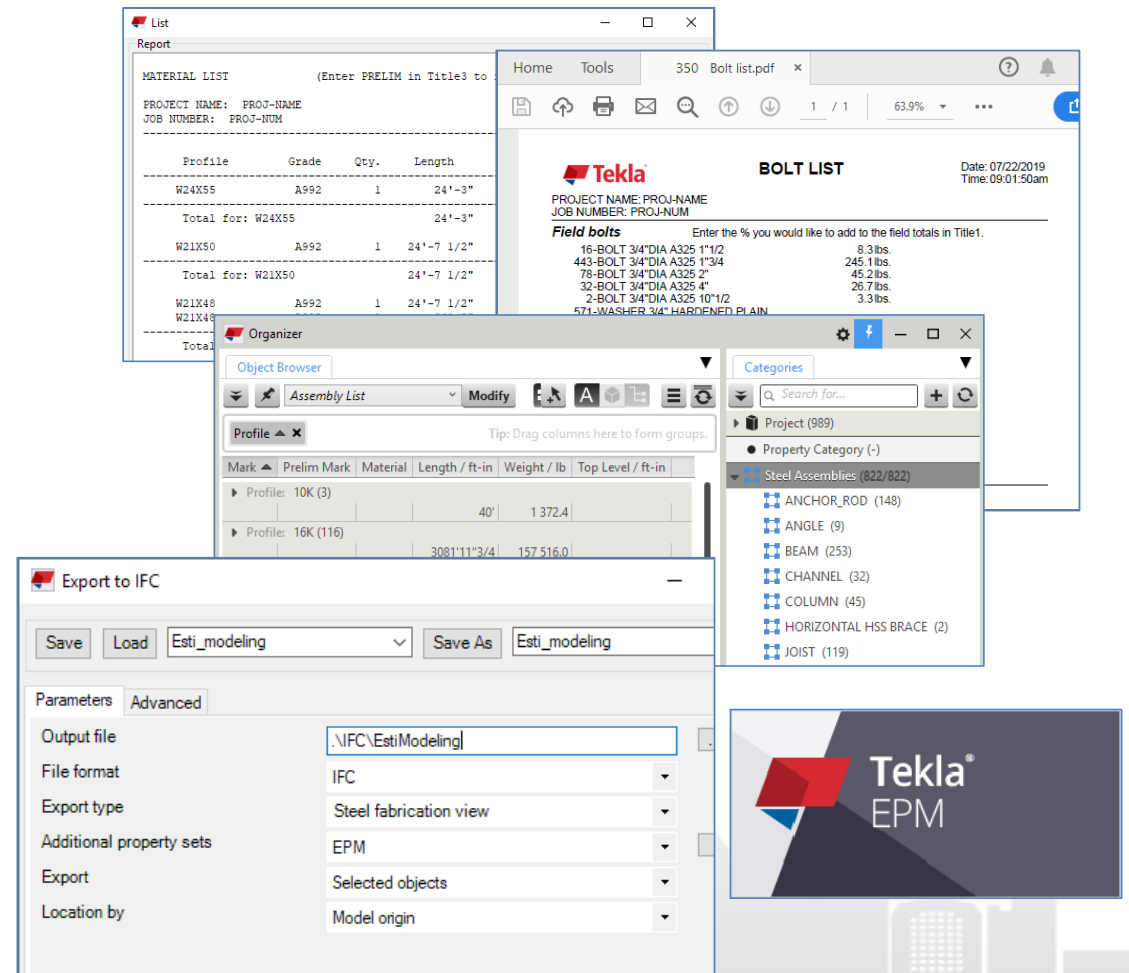 List
Report
MATERIAL LIST (Enter PRELIM in Title3 to
PROJECT NAME: PROJ-NAME
JOB NUMBER: PROJ-NUM
Profile Grade Qty. Length
W24X55 A992 1 24'-3"
Total for: W24X55 24'-3"
W21X50 A992 1 24'-7 1/2"
Total for: W21X50 24'-7 1/2"
W21X48 A992 1 24'-7 1/2"
W21X48
Total
Home Tools 350 Bolt list.pdf ×
1 / 1 63.9%
Tekla
BOLT LIST
Date: 07/22/2019
Time: 09:01:50am
PROJECT NAME: PROJ-NAME
JOB NUMBER: PROJ-NUM
Field bolts Enter the % you would like to add to the field totals in Title1.
16-BOLT 3/4"DIA A325 1"1/2 8.3lbs.
443-BOLT 3/4"DIA A325 1"3/4 245.1lbs.
78-BOLT 3/4"DIA A325 2" 45.2lbs.
32-BOLT 3/4"DIA A325 4" 26.7lbs.
2-BOLT 3/4"DIA A325 10"1/2 3.3lbs.
571-WASHER 3/4" HARDENED PLAIN
Organizer
Object Browser
Assembly List Modify
Profile Tip: Drag columns here to form groups.
Mark Prelim Mark Material Length / ft-in Weight / lb Top Level / ft-in
Profile: 10K (3)
40' 1 372.4
Profile: 16K (116)
3081'11"3/4 157 516.0
Categories
Search for...
Project (989)
Property Category (-)
Steel Assemblies (822/822)
ANCHOR_ROD (148)
ANGLE (9)
BEAM (253)
CHANNEL (32)
COLUMN (45)
HORIZONTAL HSS BRACE (2)
JOIST (119)
Export to IFC
Save Load Esti_modeling Save As Esti_modeling
Parameters Advanced
Output file .\IFC\EstiModeling
File format IFC
Export type Steel fabrication view
Additional property sets EPM
Export Selected objects
Location by Model origin
Tekla®
EPM